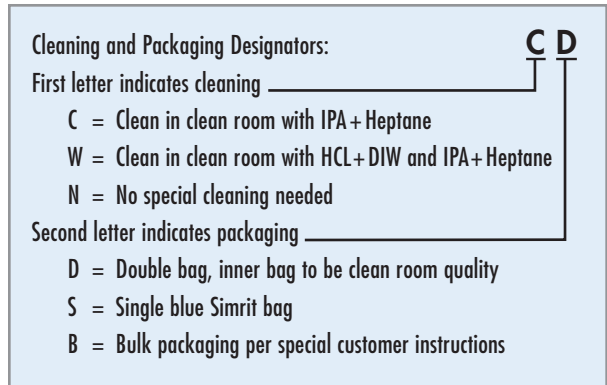 Cleaning and Packaging Designators: C D
First letter indicates cleaning
C = Clean in clean room with IPA+Heptane
W = Clean in clean room with HCL+DIW and IPA+Heptane
N = No special cleaning needed
Second letter indicates packaging
D = Double bag, inner bag to be clean room quality
S = Single blue Simrit bag
B = Bulk packaging per special customer instructions